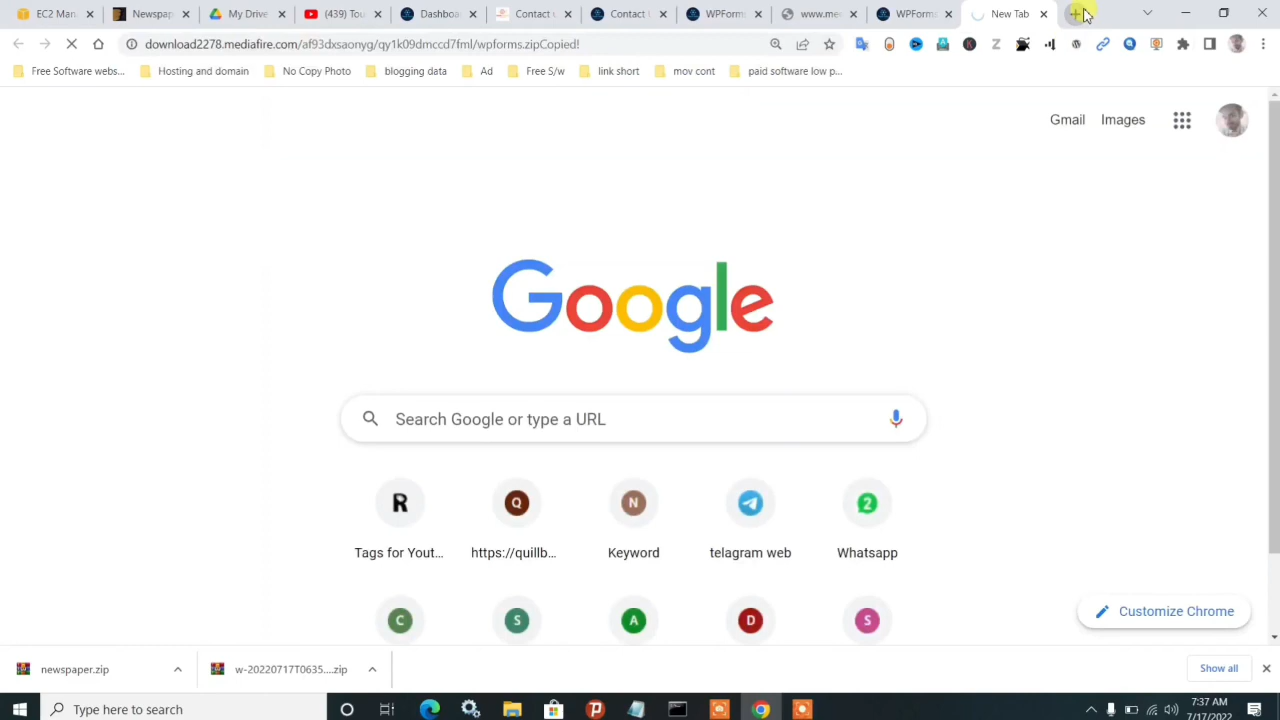 EC2 Man
Newspap
My Drive
(439) Tou
Dashboa
Contacts
Contact U
WPForm
www.me
WPForm
New Tab
download2278.mediafire.com/af93dxsaonyg/qy1k09dmccd7fml/wpforms.zipCopied!
Free Software webs...
Hosting and domain
No Copy Photo
blogging data
Ad
Free S/w
link short
mov cont
paid software low p...
Gmail
Images
Google
Search Google or type a URL
R
Q
N
2
Tags for Yout...
https://quillb...
Keyword
telagram web
Whatsapp
C
S
A
D
S
Customize Chrome
newspaper.zip
w-20220717T0635....zip
Show all
Type here to search
7:37 AM
7/17/2022